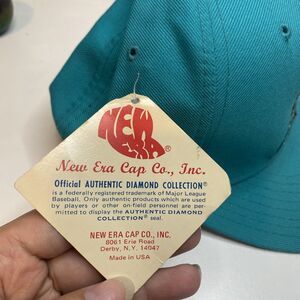 NEW
ERA
New Era Cap Co., Inc.
Official AUTHENTIC DIAMOND COLLECTION®
is a federally registered trademark of Major League
Baseball. Only authentic products which are used
by players or other on-field personnel are per-
mitted to display the AUTHENTIC DIAMOND
COLLECTION® seal.
NEW ERA CAP CO., INC.
8061 Erie Road
Derby, N.Y. 14047
Made in USA